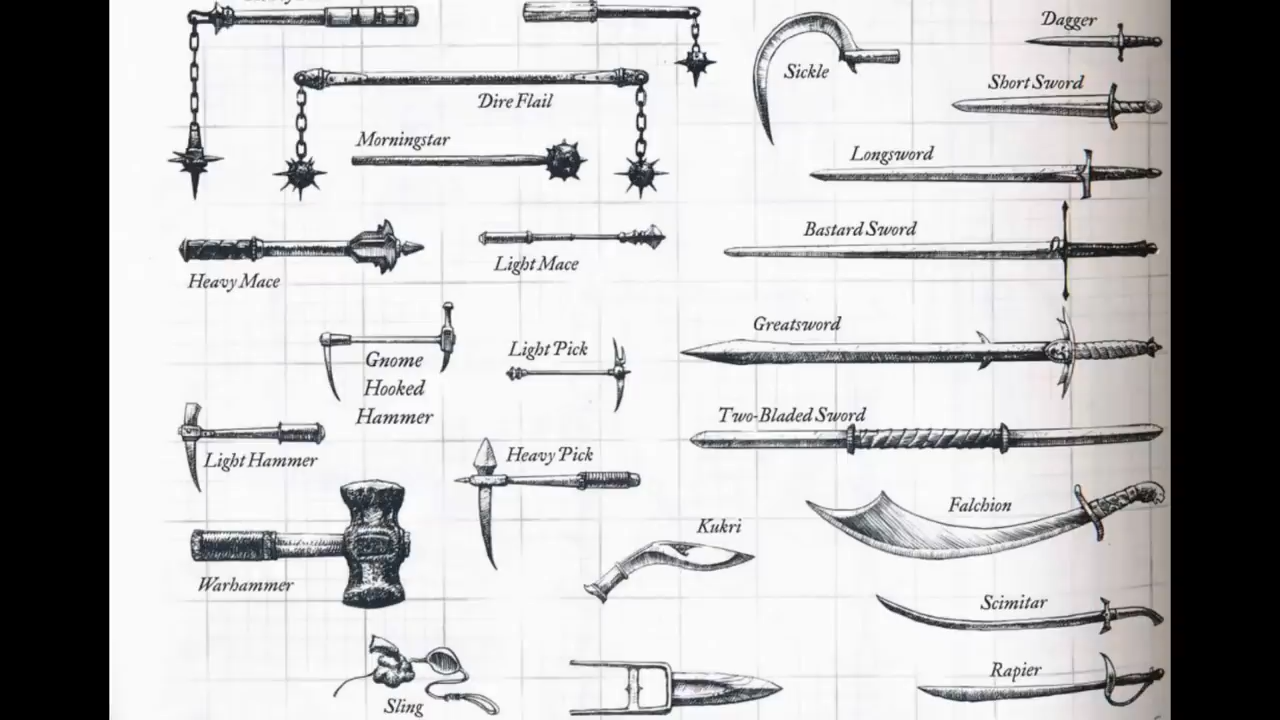 Dagger
Sickle
Short Sword
Dire Flail
Morningstar
Longsword
Bastard Sword
Heavy Mace
Light Mace
Greatsword
Light Pick
Gnome
Hooked
Hammer
Two-Bladed Sword
Light Hammer
Heavy Pick
Falchion
Kukri
Warhammer
Scimitar
Rapier
Sling